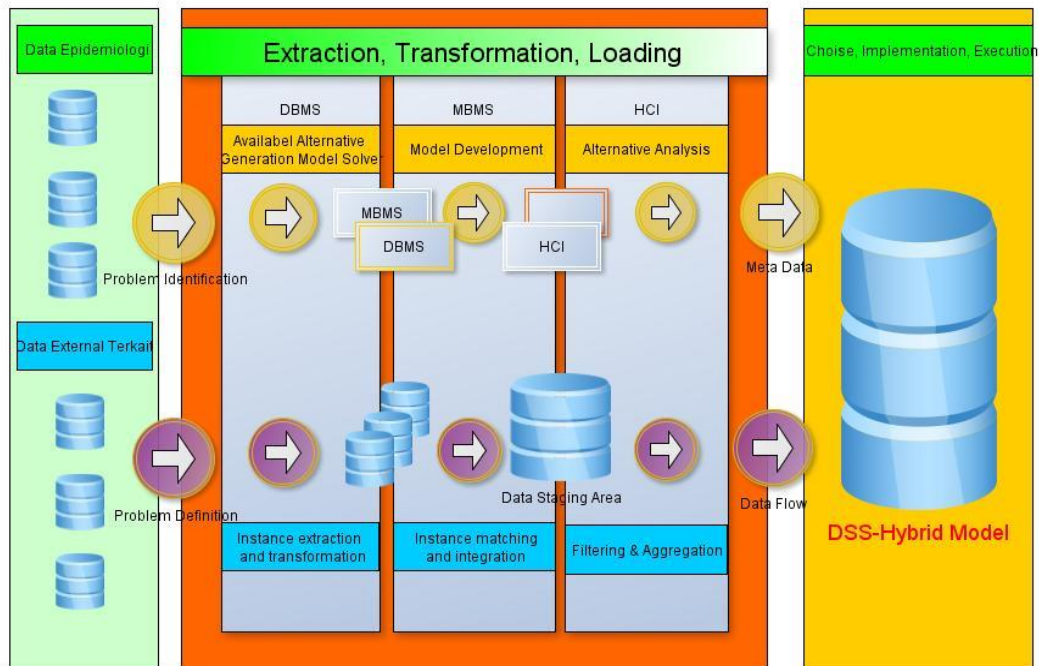 Data Epidemiologi
Extraction, Transformation, Loading
Choise, Implementation, Execution
DBMS
MBMS
HCI
Availabel Alternative
Generation Model Solver
Model Development
Alternative Analysis
MBMS
DBMS
HCI
Problem Identification
Meta Data
Data External Terkait
Problem Definition
Data Staging Area
Data Flow
DSS-Hybrid Model
Instance extraction
and transformation
Instance matching
and integration
Filtering & Aggregation